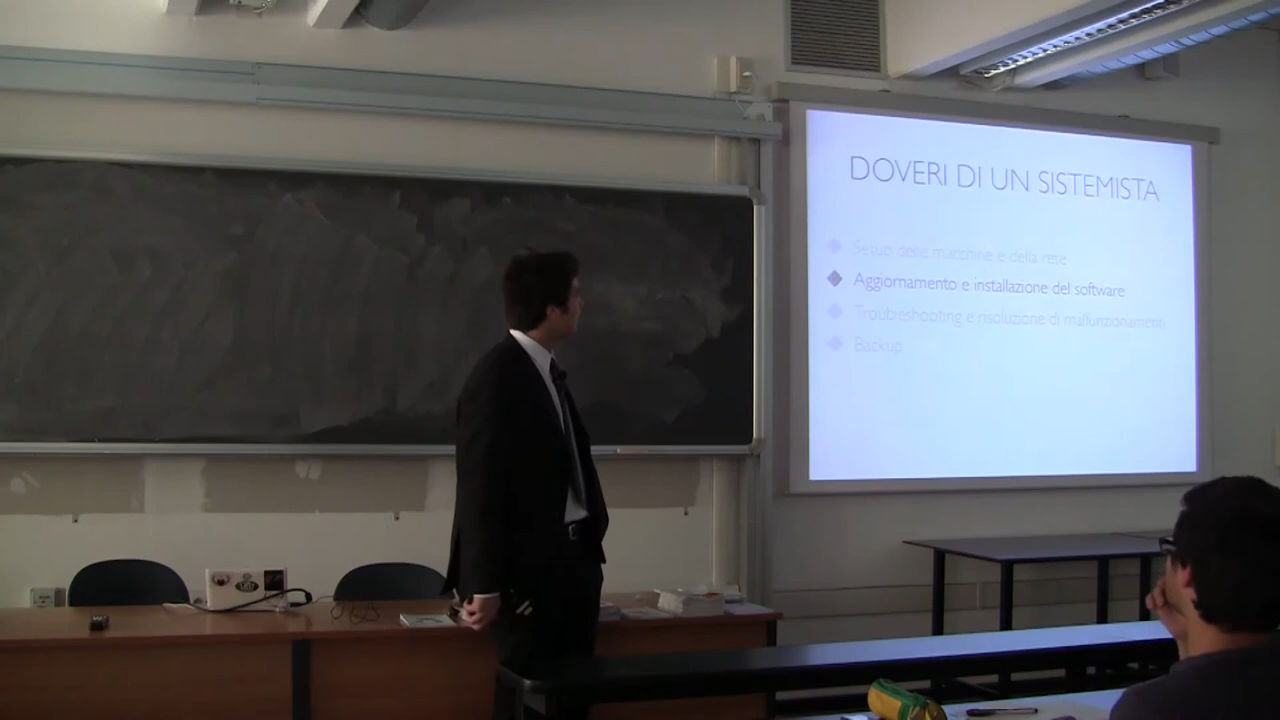 DOVERI DI UN SISTEMISTA
Setup delle macchine e della rete
Aggiornamento e installazione del software
Troubleshooting e risoluzione di malfunzionamenti
Backup